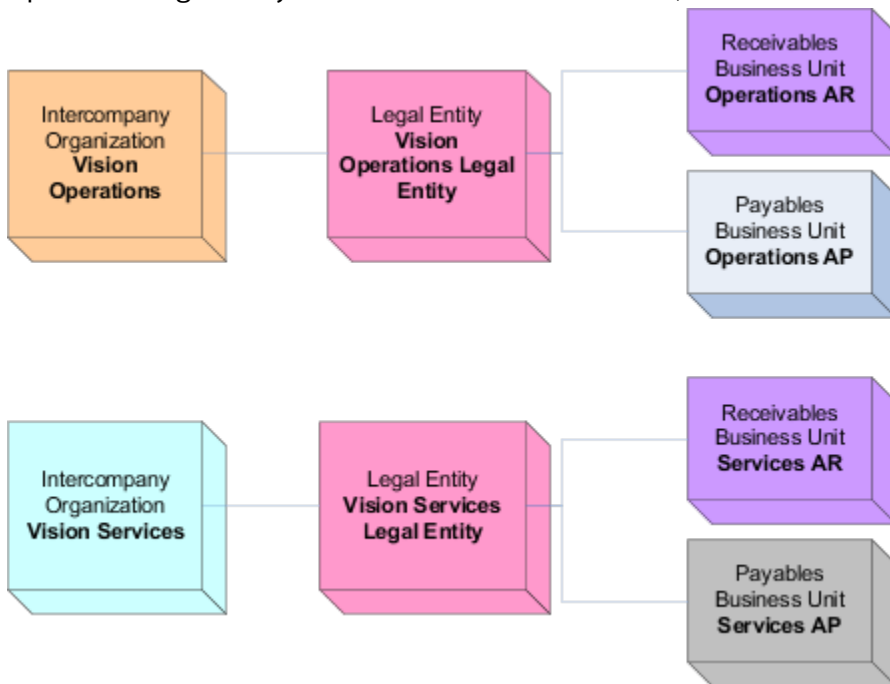 Receivables
Business Unit
Operations AR
Intercompany
Organization
Vision
Operations
Legal Entity
Vision
Operations Legal
Entity
Payables
Business Unit
Operations AP
Receivables
Business Unit
Services AR
Intercompany
Organization
Vision Services
Legal Entity
Vision Services
Legal Entity
Payables
Business Unit
Services AP